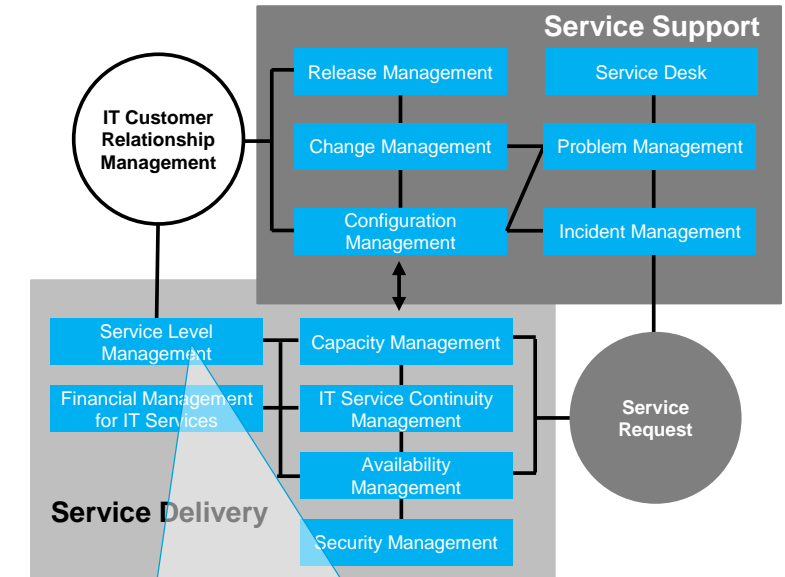 Service Support
Release Management
Service Desk
IT Customer
Relationship
Management
Change Management
Problem Management
Configuration
Management
Incident Management
Service Level
Management
Capacity Management
Financial Management
for IT Services
IT Service Continuity
Management
Service
Request
Availability
Management
Service Delivery
Security Management